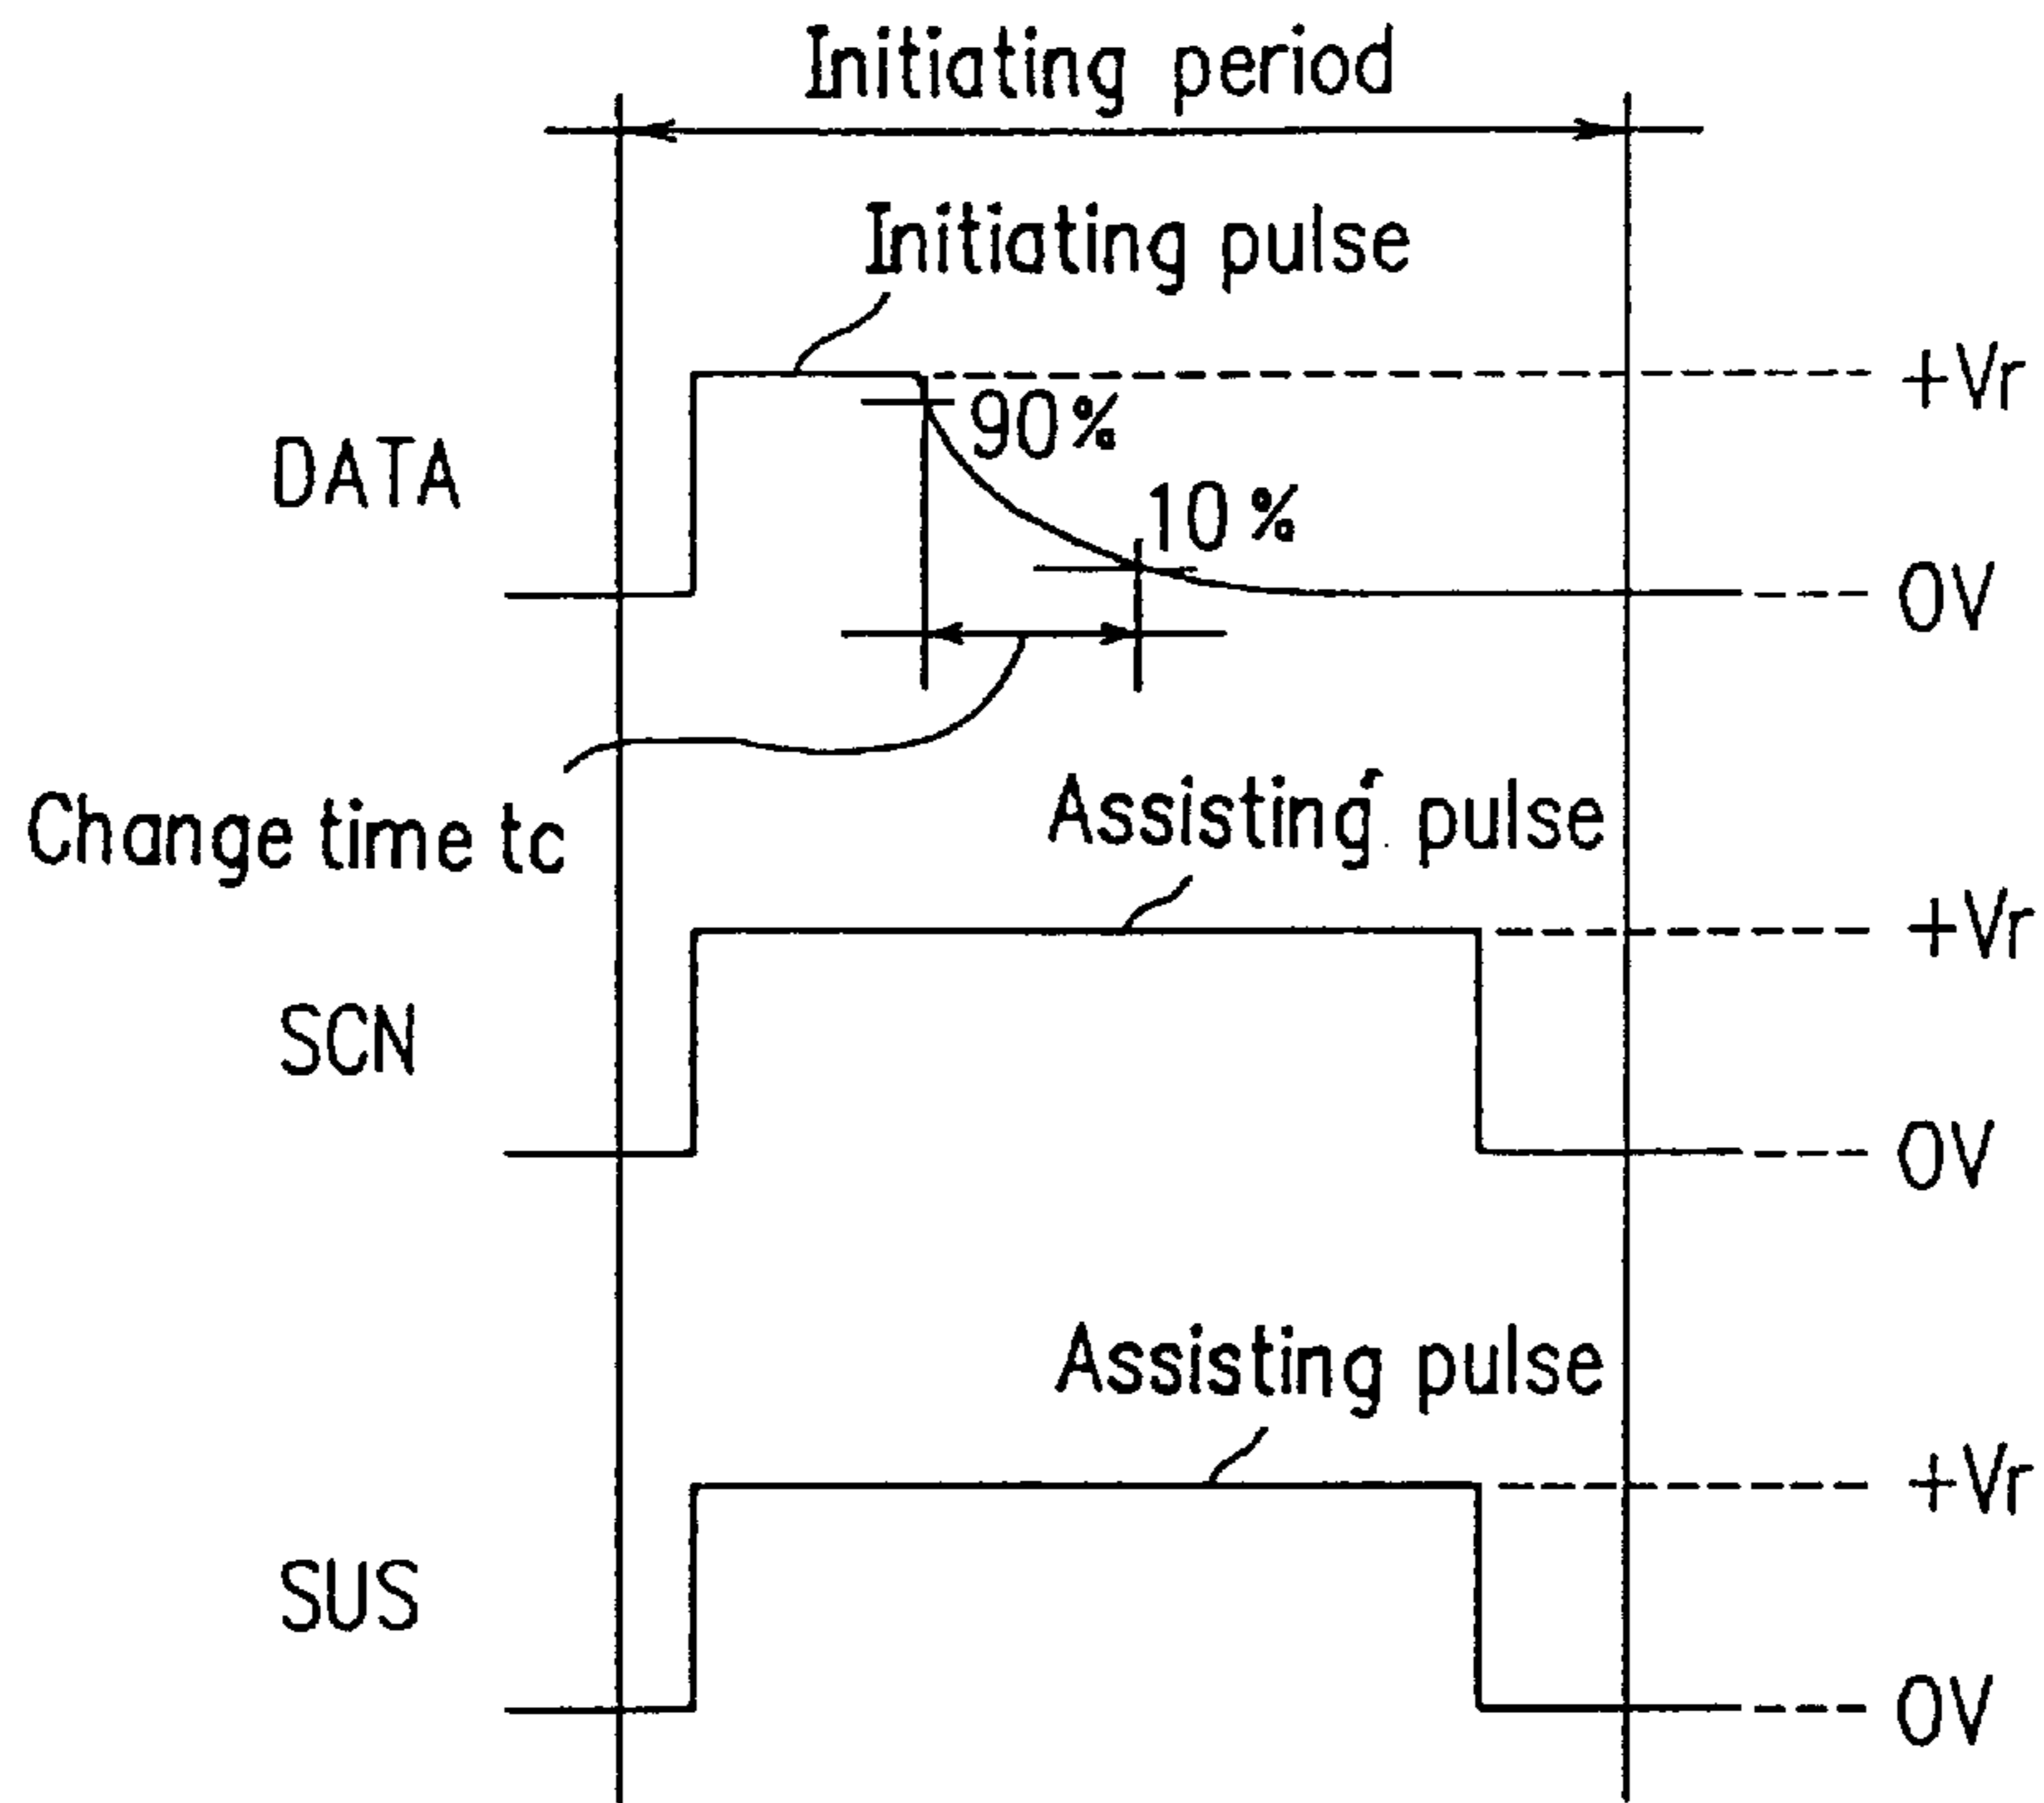 Initiating period
Initiating pulse
+Vr
90%
DATA
10%
0V
Change time tc
Assisting pulse
+Vr
SCN
0V
Assisting pulse
+Vr
SUS
0V